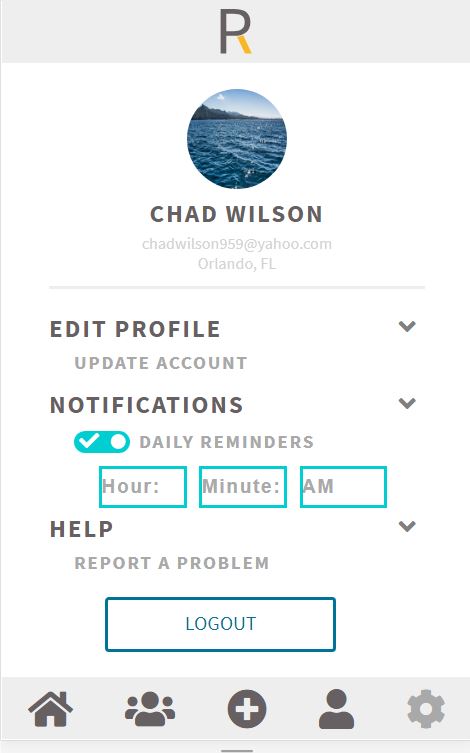 R
CHAD WILSON
chadwilson959@yahoo.com
Orlando, FL
EDIT PROFILE
UPDATE ACCOUNT
NOTIFICATIONS
DAILY REMINDERS
Hour: Minute: AM
HELP
REPORT A PROBLEM
LOGOUT